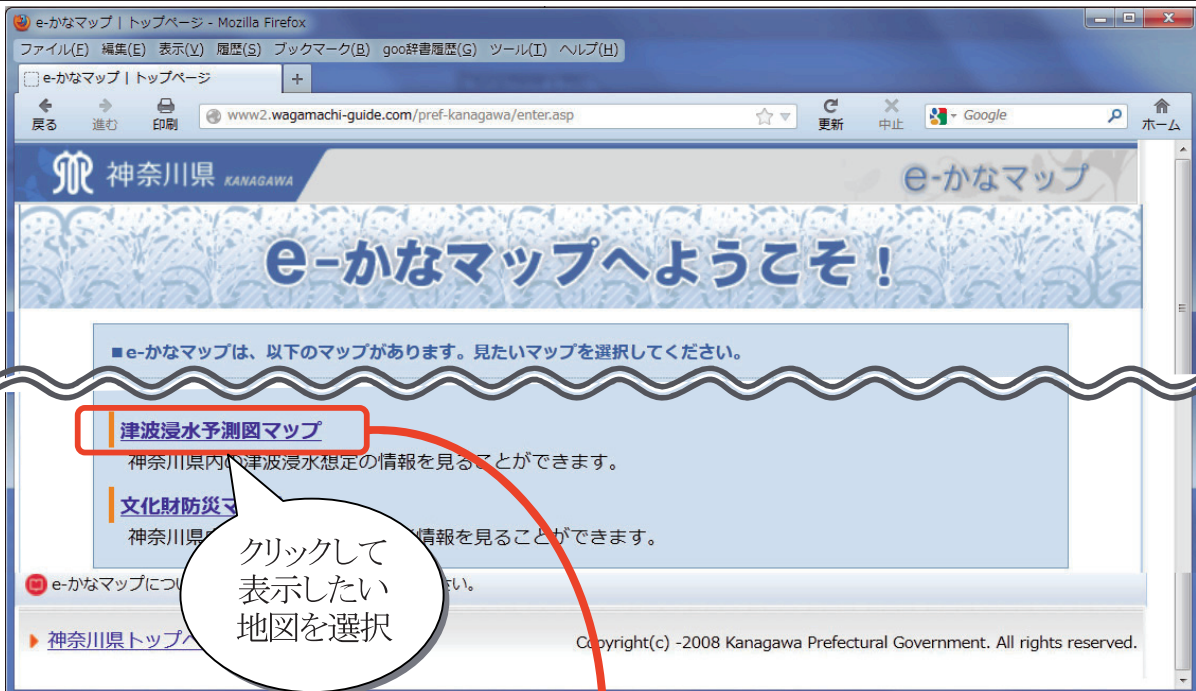 e-かなマップ | トップページ - Mozilla Firefox
ファイル(F) 編集(E) 表示(V) 履歴(S) ブックマーク(B) goo辞書履歴(G) ツール(T) ヘルプ(H)
e-かなマップ | トップページ +
戻る 進む 印刷 www2.wagamachi-guide.com/pref-kanagawa/enter.asp 更新 中止 Google ホーム
神奈川県 KANAGAWA e-かなマップ
e-かなマップへようこそ!
■e-かなマップは、以下のマップがあります。見たいマップを選択してください。
津波浸水予測図マップ
神奈川県内の津波浸水想定の情報を見ることができます。
文化財防災マ
神奈川県 情報を見ることができます。
クリックして
表示したい
地図を選択
e-かなマップについ さい。
神奈川県トップペ Copyright(c) -2008 Kanagawa Prefectural Government. All rights reserved.